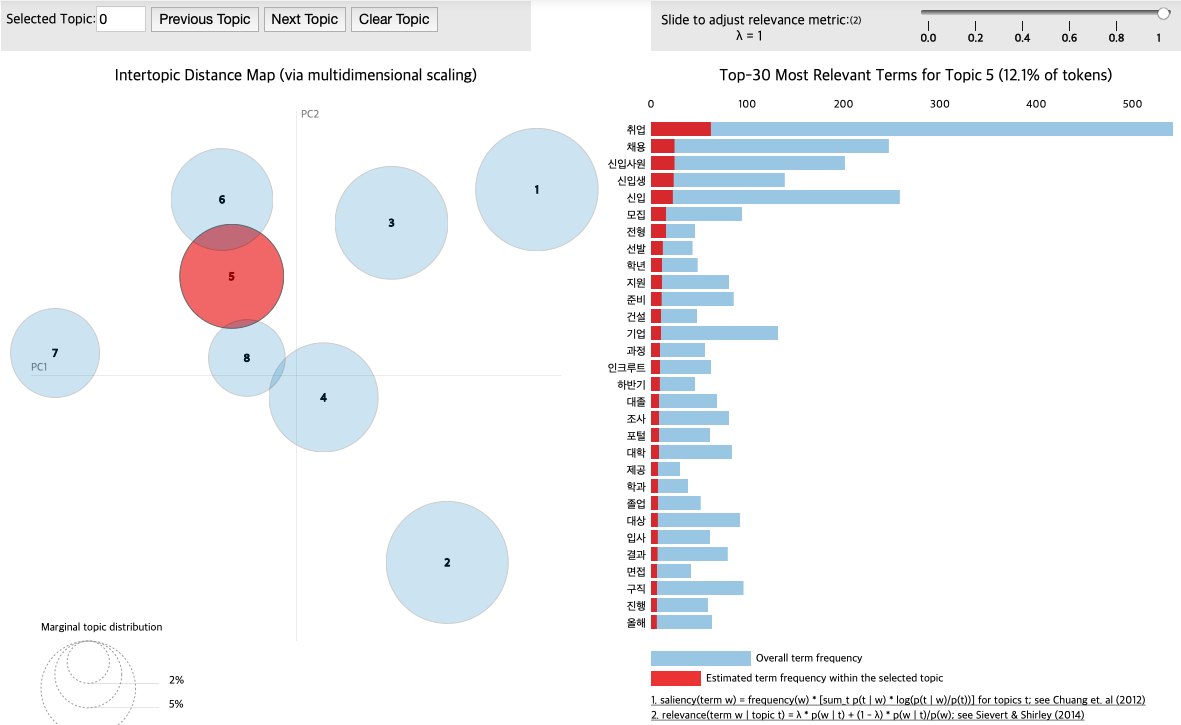 Selected Topic: 0 Previous Topic Next Topic Clear Topic
Slide to adjust relevance metric:(2)
λ = 1
0.0 0.2 0.4 0.6 0.8 1
Intertopic Distance Map (via multidimensional scaling)
PC2
PC1
6
1
3
5
7
8
4
2
Marginal topic distribution
2%
5%
Top-30 Most Relevant Terms for Topic 5 (12.1% of tokens)
0 100 200 300 400 500
취업
채용
신입사원
신입생
신입
모집
전형
선발
학년
지원
준비
건설
기업
과정
인크루트
하반기
대졸
조사
포털
대학
제공
학과
졸업
대상
입사
결과
면접
구직
진행
올해
Overall term frequency
Estimated term frequency within the selected topic
1. saliency(term w) = frequency(w) * [sum_t p(t | w) * log(p(t | w)/p(t))] for topics t; see Chuang et. al (2012)
2. relevance(term w | topic t) = λ * p(w | t) + (1 - λ) * p(w | t)/p(w); see Sievert & Shirley (2014)